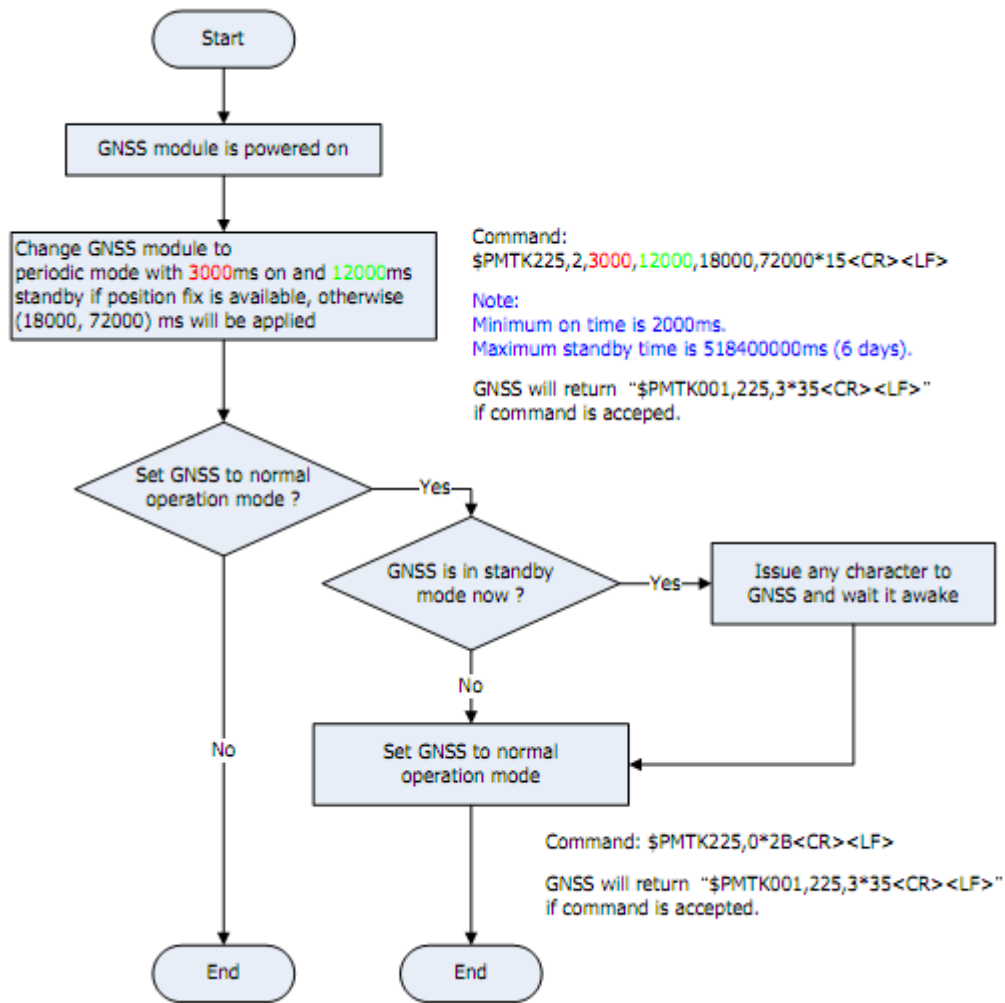 Start
GNSS module is powered on
Change GNSS module to
periodic mode with 3000ms on and 12000ms
standby if position fix is available, otherwise
(18000, 72000) ms will be applied
Command:
$PMTK225,2,3000,12000,18000,72000*15<CR><LF>
Note:
Minimum on time is 2000ms.
Maximum standby time is 518400000ms (6 days).
GNSS will return “$PMTK001,225,3*35<CR><LF>”
if command is acceped.
Set GNSS to normal
operation mode ?
Yes
GNSS is in standby
mode now ?
Yes
Issue any character to
GNSS and wait it awake
No
No
Set GNSS to normal
operation mode
Command: $PMTK225,0*2B<CR><LF>
GNSS will return “$PMTK001,225,3*35<CR><LF>”
if command is accepted.
End
End